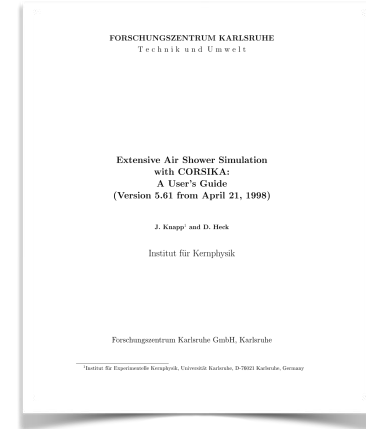 FORSCHUNGSZENTRUM KARLSRUHE
Technik und Umwelt
Extensive Air Shower Simulation
with CORSIKA:
A User's Guide
(Version 5.61 from April 21, 1998)
J. Knapp¹ and D. Heck
Institut für Kernphysik
Forschungszentrum Karlsruhe GmbH, Karlsruhe
¹Institut für Experimentelle Kernphysik, Universität Karlsruhe, D-76021 Karlsruhe, Germany